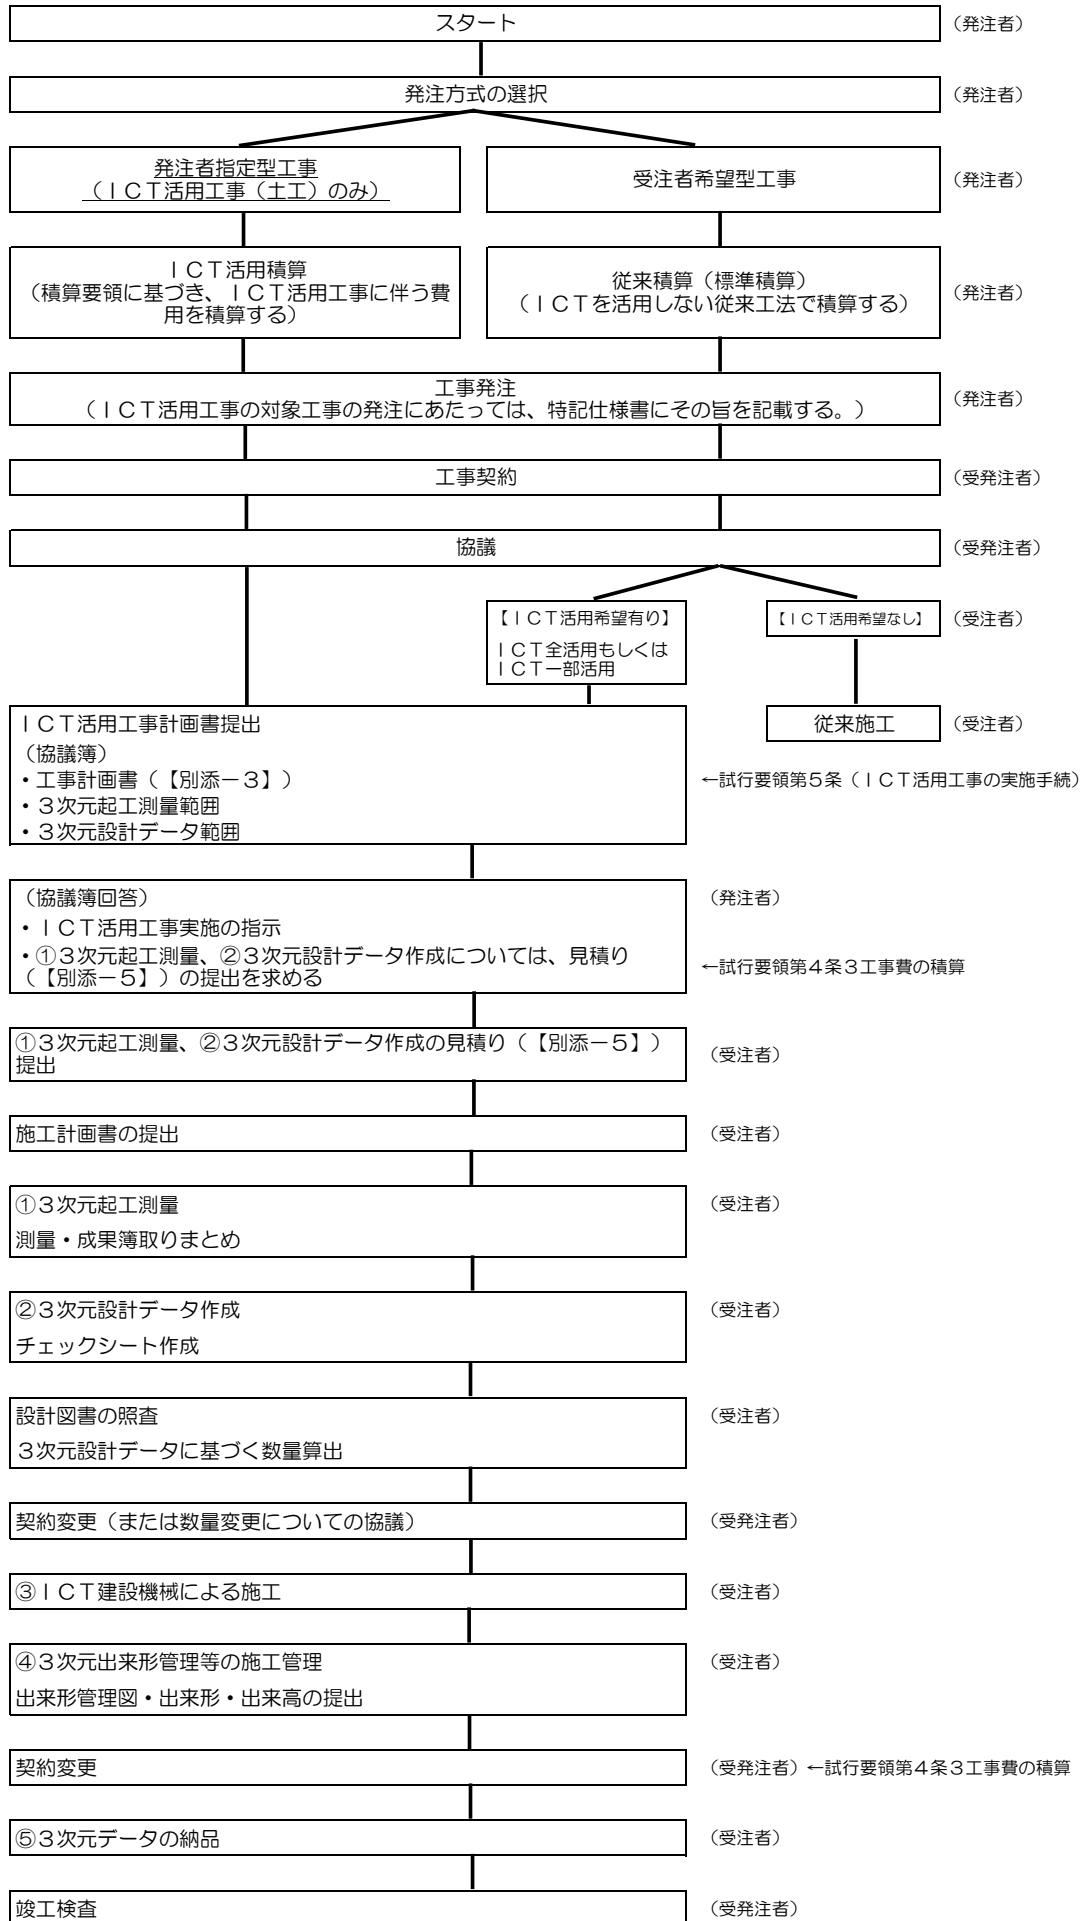 スタート
（発注者）
発注方式の選択
（発注者）
発注者指定型工事
（ＩＣＴ活用工事（土工）のみ）
受注者希望型工事
（発注者）
ＩＣＴ活用積算
（積算要領に基づき、ＩＣＴ活用工事に伴う費
用を積算する）
従来積算（標準積算）
（ＩＣＴを活用しない従来工法で積算する）
（発注者）
工事発注
（ＩＣＴ活用工事の対象工事の発注にあたっては、特記仕様書にその旨を記載する。）
（発注者）
工事契約
（受発注者）
協議
（受発注者）
【ＩＣＴ活用希望有り】
ＩＣＴ全活用もしくは
ＩＣＴ一部活用
【ＩＣＴ活用希望なし】
（受注者）
従来施工
（受注者）
ＩＣＴ活用工事計画書提出
（協議簿）
・工事計画書（【別添－３】）
・３次元起工測量範囲
・３次元設計データ範囲
←試行要領第５条（ＩＣＴ活用工事の実施手続）
（協議簿回答）
・ＩＣＴ活用工事実施の指示
・①３次元起工測量、②３次元設計データ作成については、見積り
（【別添－５】）の提出を求める
（発注者）
←試行要領第４条３工事費の積算
①３次元起工測量、②３次元設計データ作成の見積り（【別添－５】）
提出
（受注者）
施工計画書の提出
（受注者）
①３次元起工測量
測量・成果簿取りまとめ
（受注者）
②３次元設計データ作成
チェックシート作成
（受注者）
設計図書の照査
３次元設計データに基づく数量算出
（受注者）
契約変更（または数量変更についての協議）
（受発注者）
③ＩＣＴ建設機械による施工
（受注者）
④３次元出来形管理等の施工管理
出来形管理図・出来形・出来高の提出
（受注者）
契約変更
（受発注者）←試行要領第４条３工事費の積算
⑤３次元データの納品
（受注者）
竣工検査
（受発注者）